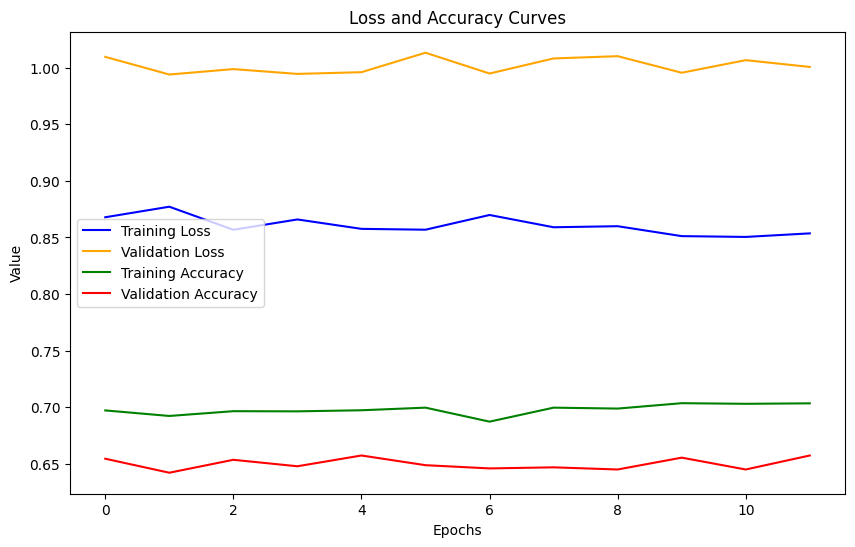 Loss and Accuracy Curves
1.00
0.95
0.90
0.85
0.80
0.75
0.70
0.65
Value
Training Loss
Validation Loss
Training Accuracy
Validation Accuracy
0 2 4 6 8 10
Epochs